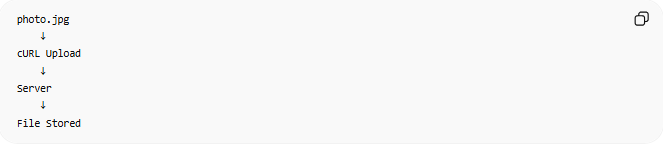 photo.jpg
↓
cURL Upload
↓
Server
↓
File Stored